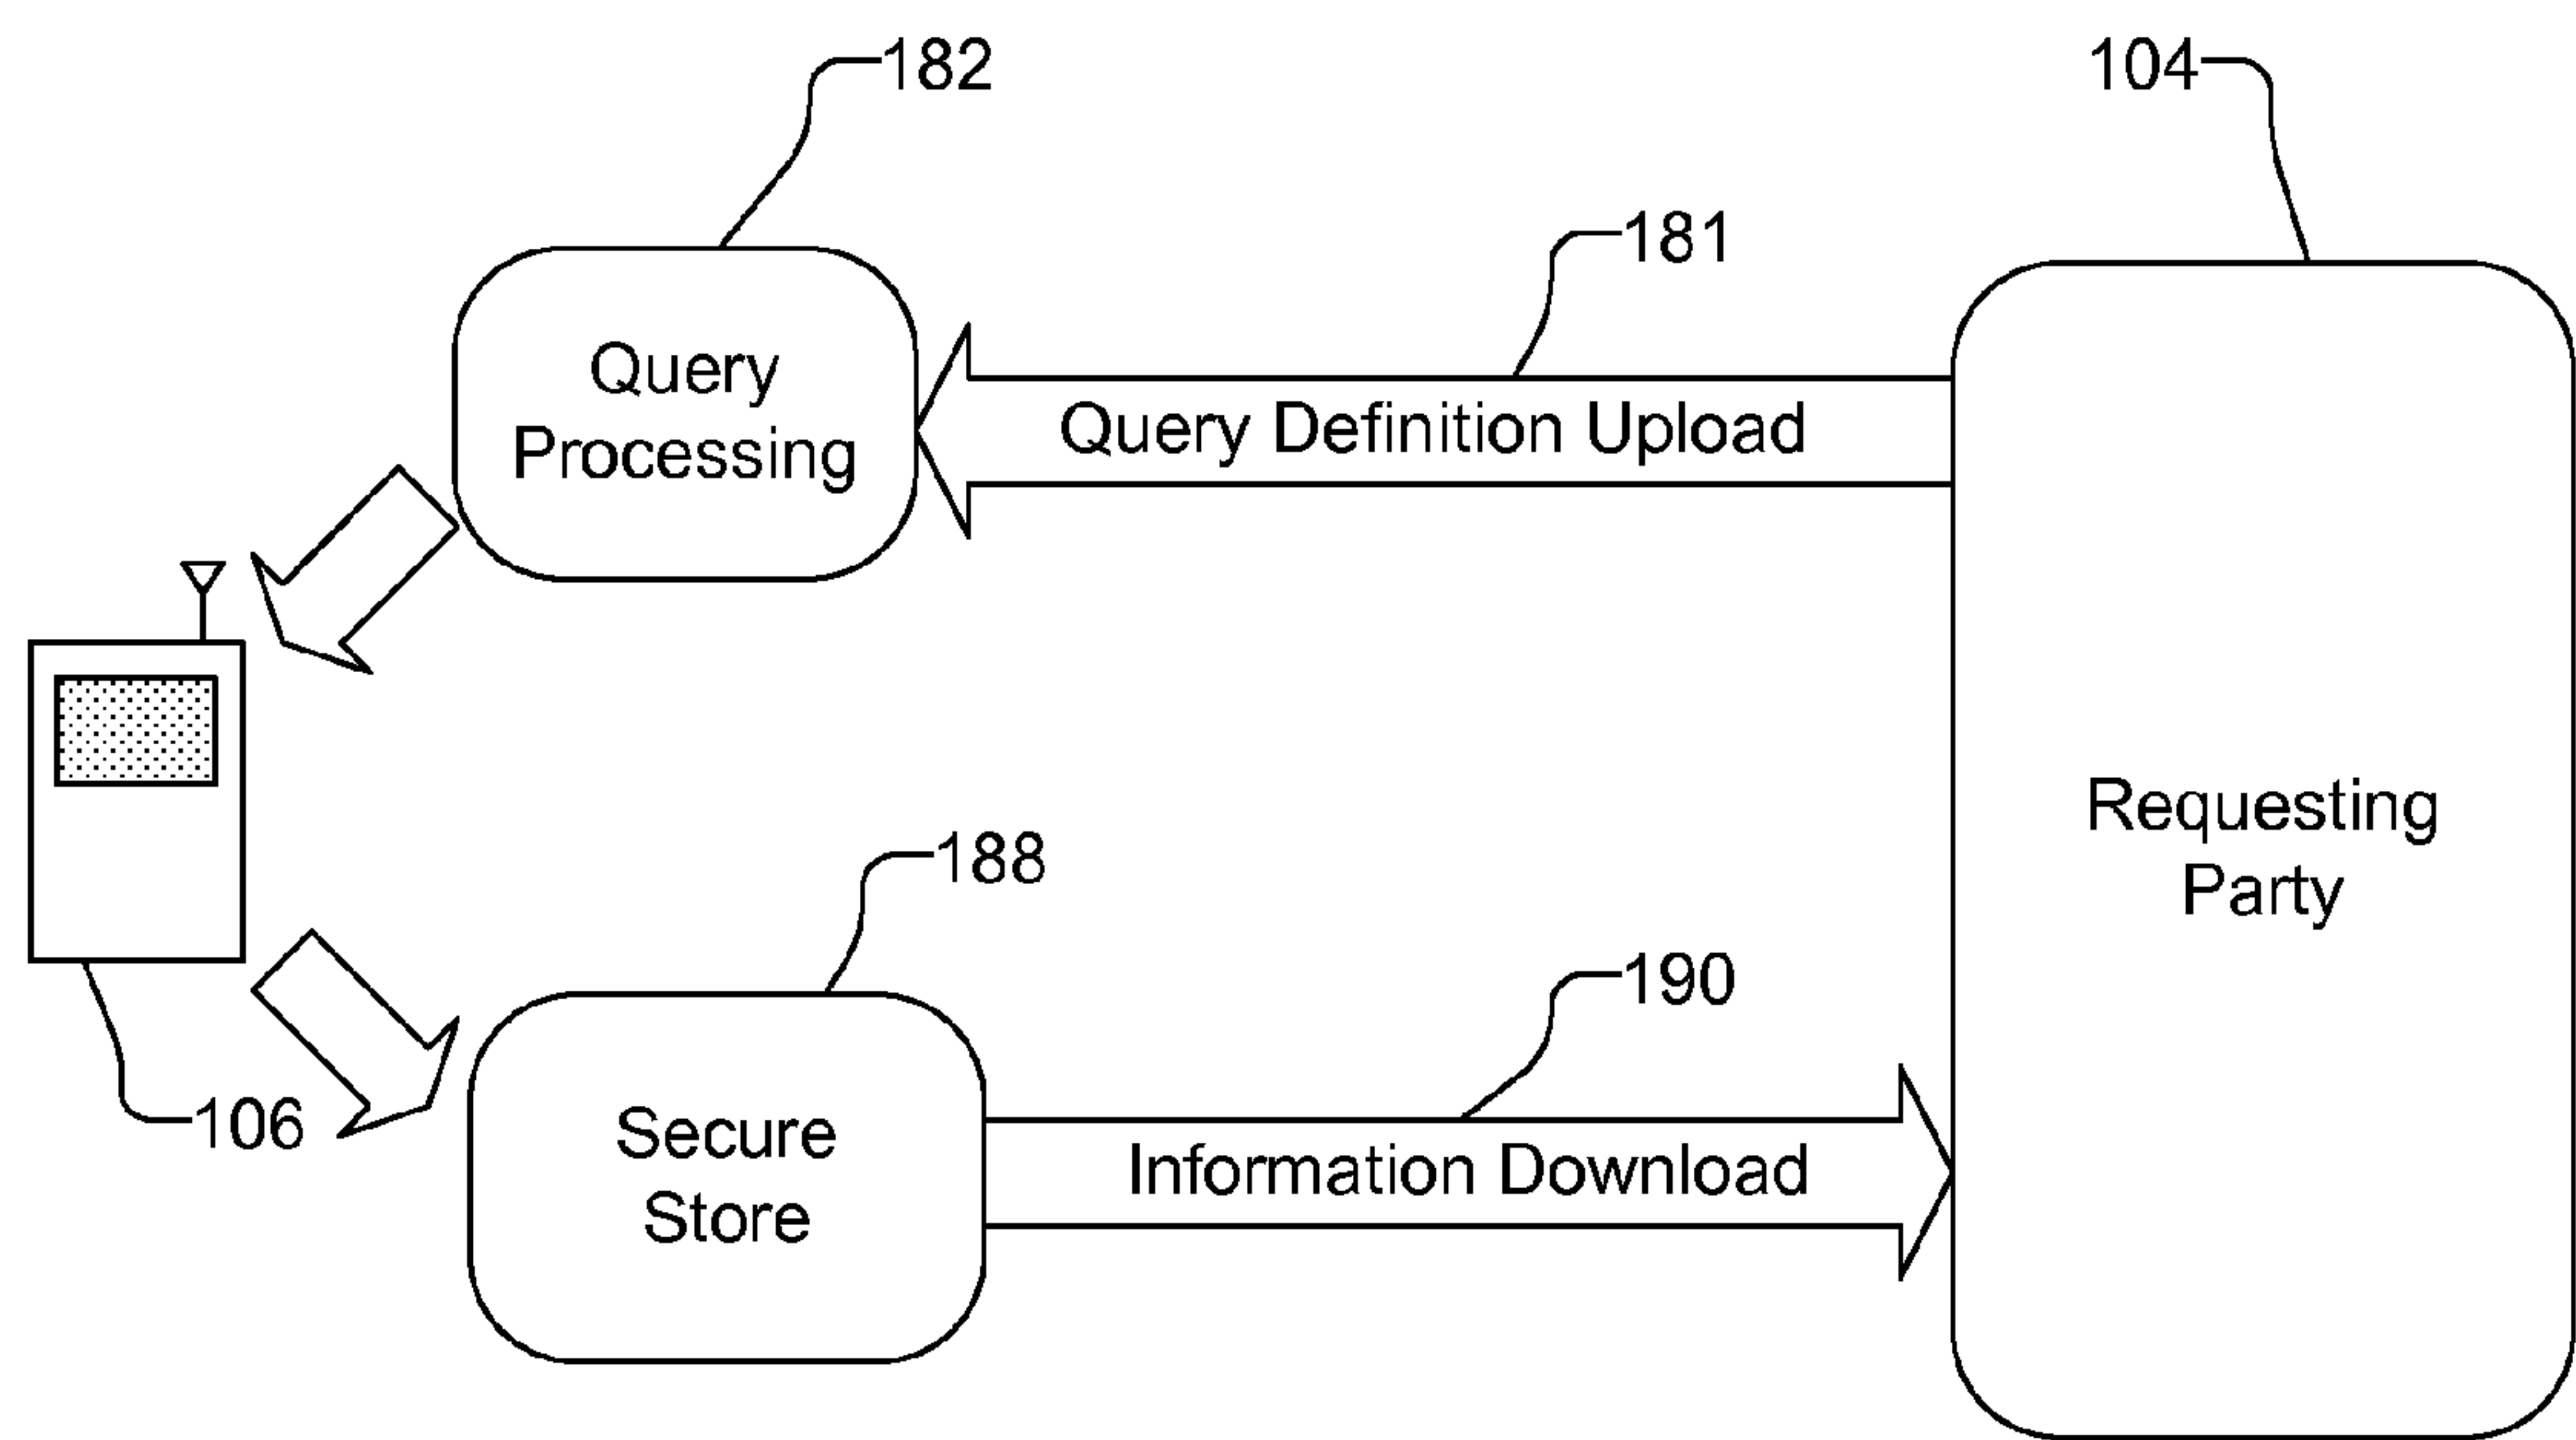 182
104
181
Query
Processing
Query Definition Upload
Requesting
Party
188
190
106
Secure
Store
Information Download